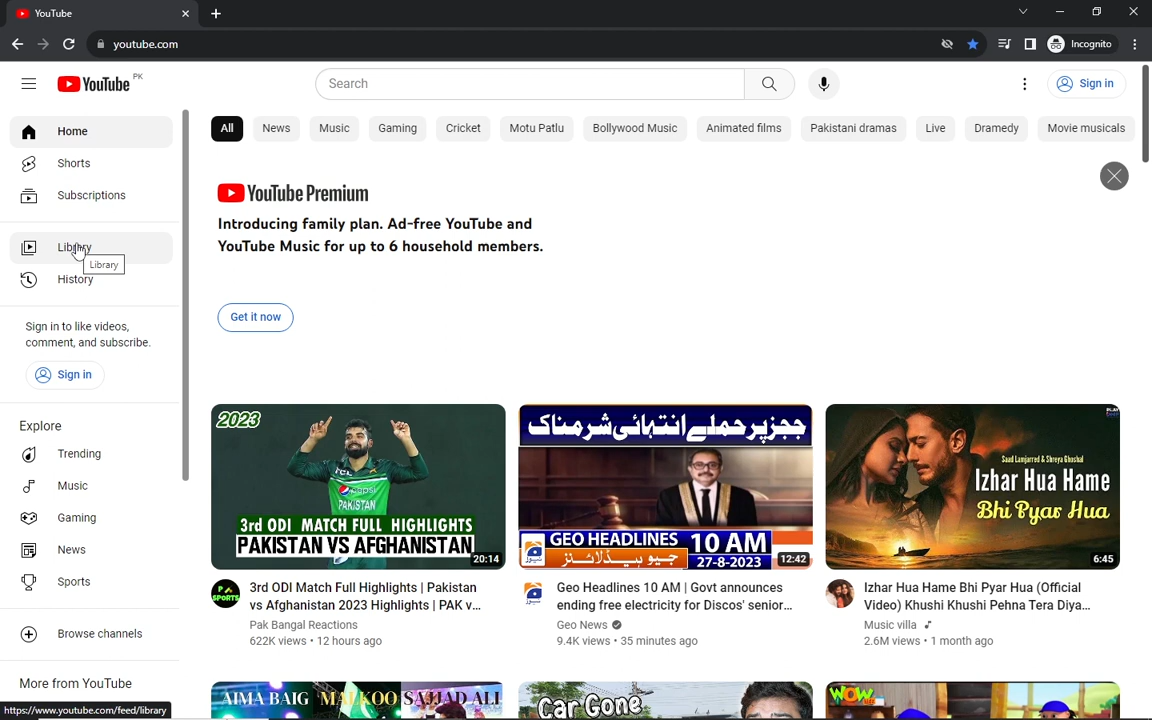 YouTube
youtube.com
Incognito
YouTube PK
Search
Sign in
Home
Shorts
Subscriptions
Library
Library
History
Sign in to like videos,
comment, and subscribe.
Sign in
Explore
Trending
Music
Gaming
News
Sports
Browse channels
More from YouTube
https://www.youtube.com/feed/library
All
News
Music
Gaming
Cricket
Motu Patlu
Bollywood Music
Animated films
Pakistani dramas
Live
Dramedy
Movie musicals
YouTube Premium
Introducing family plan. Ad-free YouTube and
YouTube Music for up to 6 household members.
Get it now
2023
pepsi
PAKISTAN
3rd ODI MATCH FULL HIGHLIGHTS
PAKISTAN VS AFGHANISTAN
20:14
3rd ODI Match Full Highlights | Pakistan
vs Afghanistan 2023 Highlights | PAK v...
Pak Bangal Reactions
622K views • 12 hours ago
ججز پر حملے انتہائی شرمناک
GEO HEADLINES 10 AM
جیو ہیڈلائنز
27-8-2023
12:42
Geo Headlines 10 AM | Govt announces
ending free electricity for Discos' senior...
Geo News
9.4K views • 35 minutes ago
Saad Lamjarred & Shreya Ghoshal
Izhar Hua Hame
Bhi Pyar Hua
6:45
Izhar Hua Hame Bhi Pyar Hua (Official
Video) Khushi Khushi Pehna Tera Diya...
Music villa
2.6M views • 1 month ago
AIMA BAIG MALKOO SAJJAD ALI
Car Gone
WOW